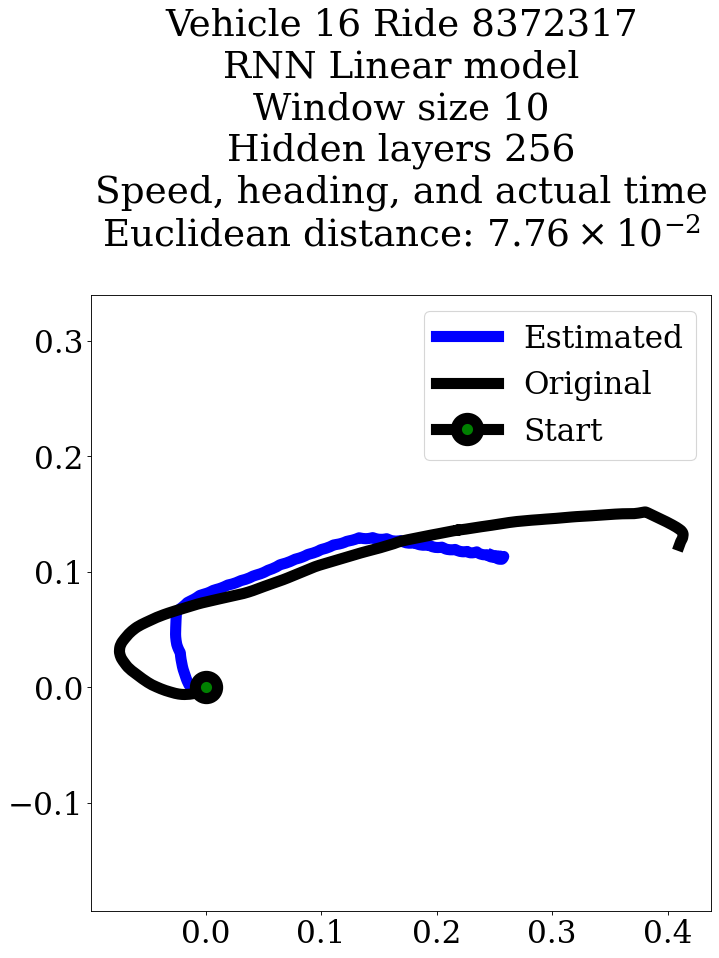 Vehicle 16 Ride 8372317
RNN Linear model
Window size 10
Hidden layers 256
Speed, heading, and actual time
Euclidean distance: 7.76 × 10⁻²
Estimated
Original
Start
0.3
0.2
0.1
0.0
−0.1
0.0 0.1 0.2 0.3 0.4